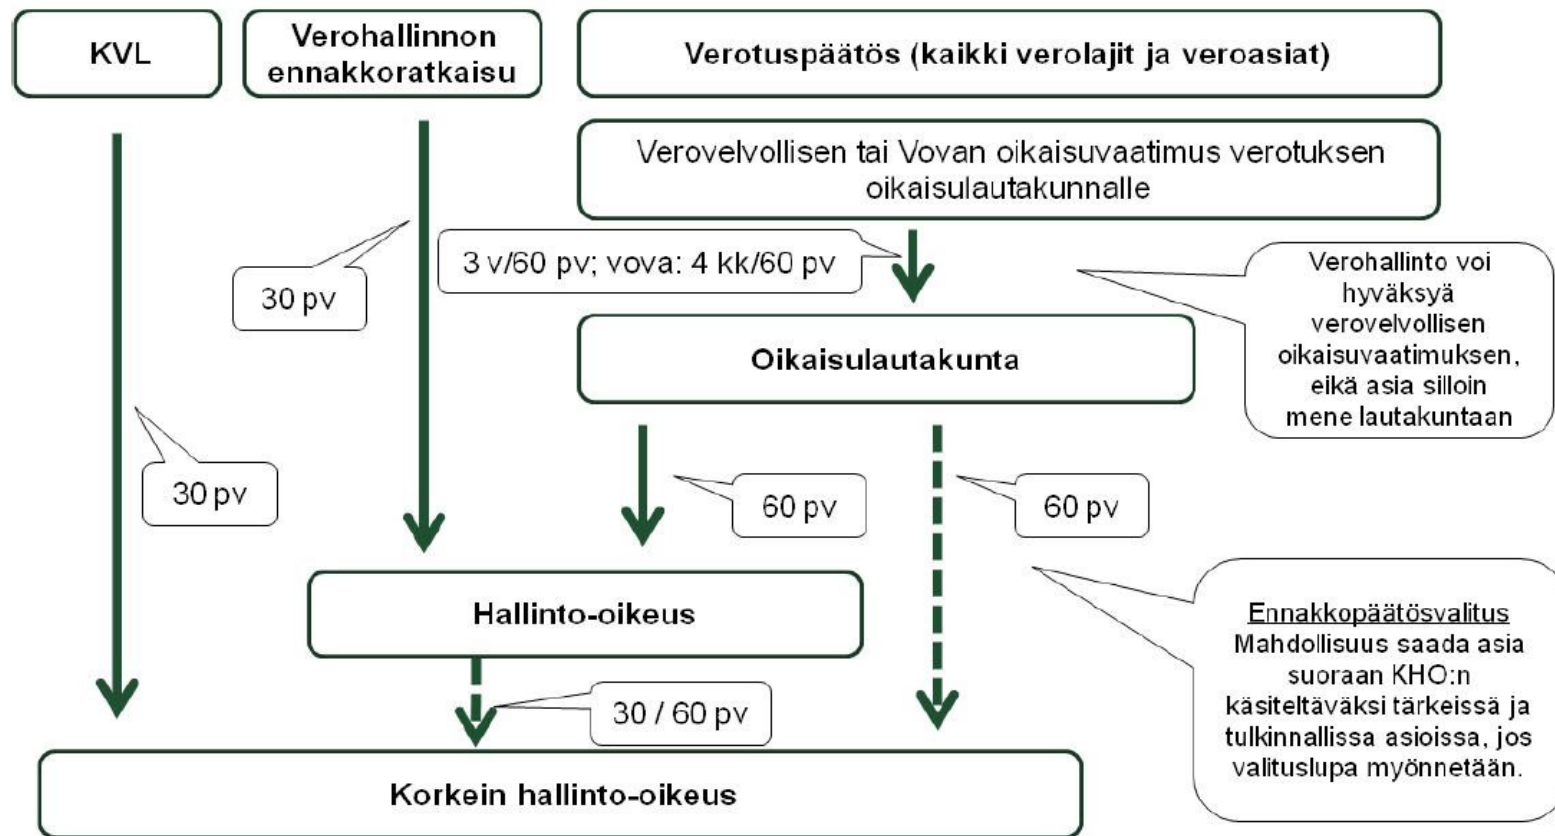 KVL
Verohallinnon
ennakkoratkaisu
Verotuspäätös (kaikki verolajit ja veroasiat)
Verovelvollisen tai Vovan oikaisuvaatimus verotuksen
oikaisulautakunnalle
3 v/60 pv; vova: 4 kk/60 pv
30 pv
Verohallinto voi
hyväksyä
verovelvollisen
oikaisuvaatimuksen,
eikä asia silloin
mene lautakuntaan
Oikaisulautakunta
30 pv
60 pv
60 pv
Hallinto-oikeus
Ennakkopäätösvalitus
Mahdollisuus saada asia
suoraan KHO:n
käsiteltäväksi tärkeissä ja
tulkinnallissa asioissa, jos
valituslupa myönnetään.
30 / 60 pv
Korkein hallinto-oikeus